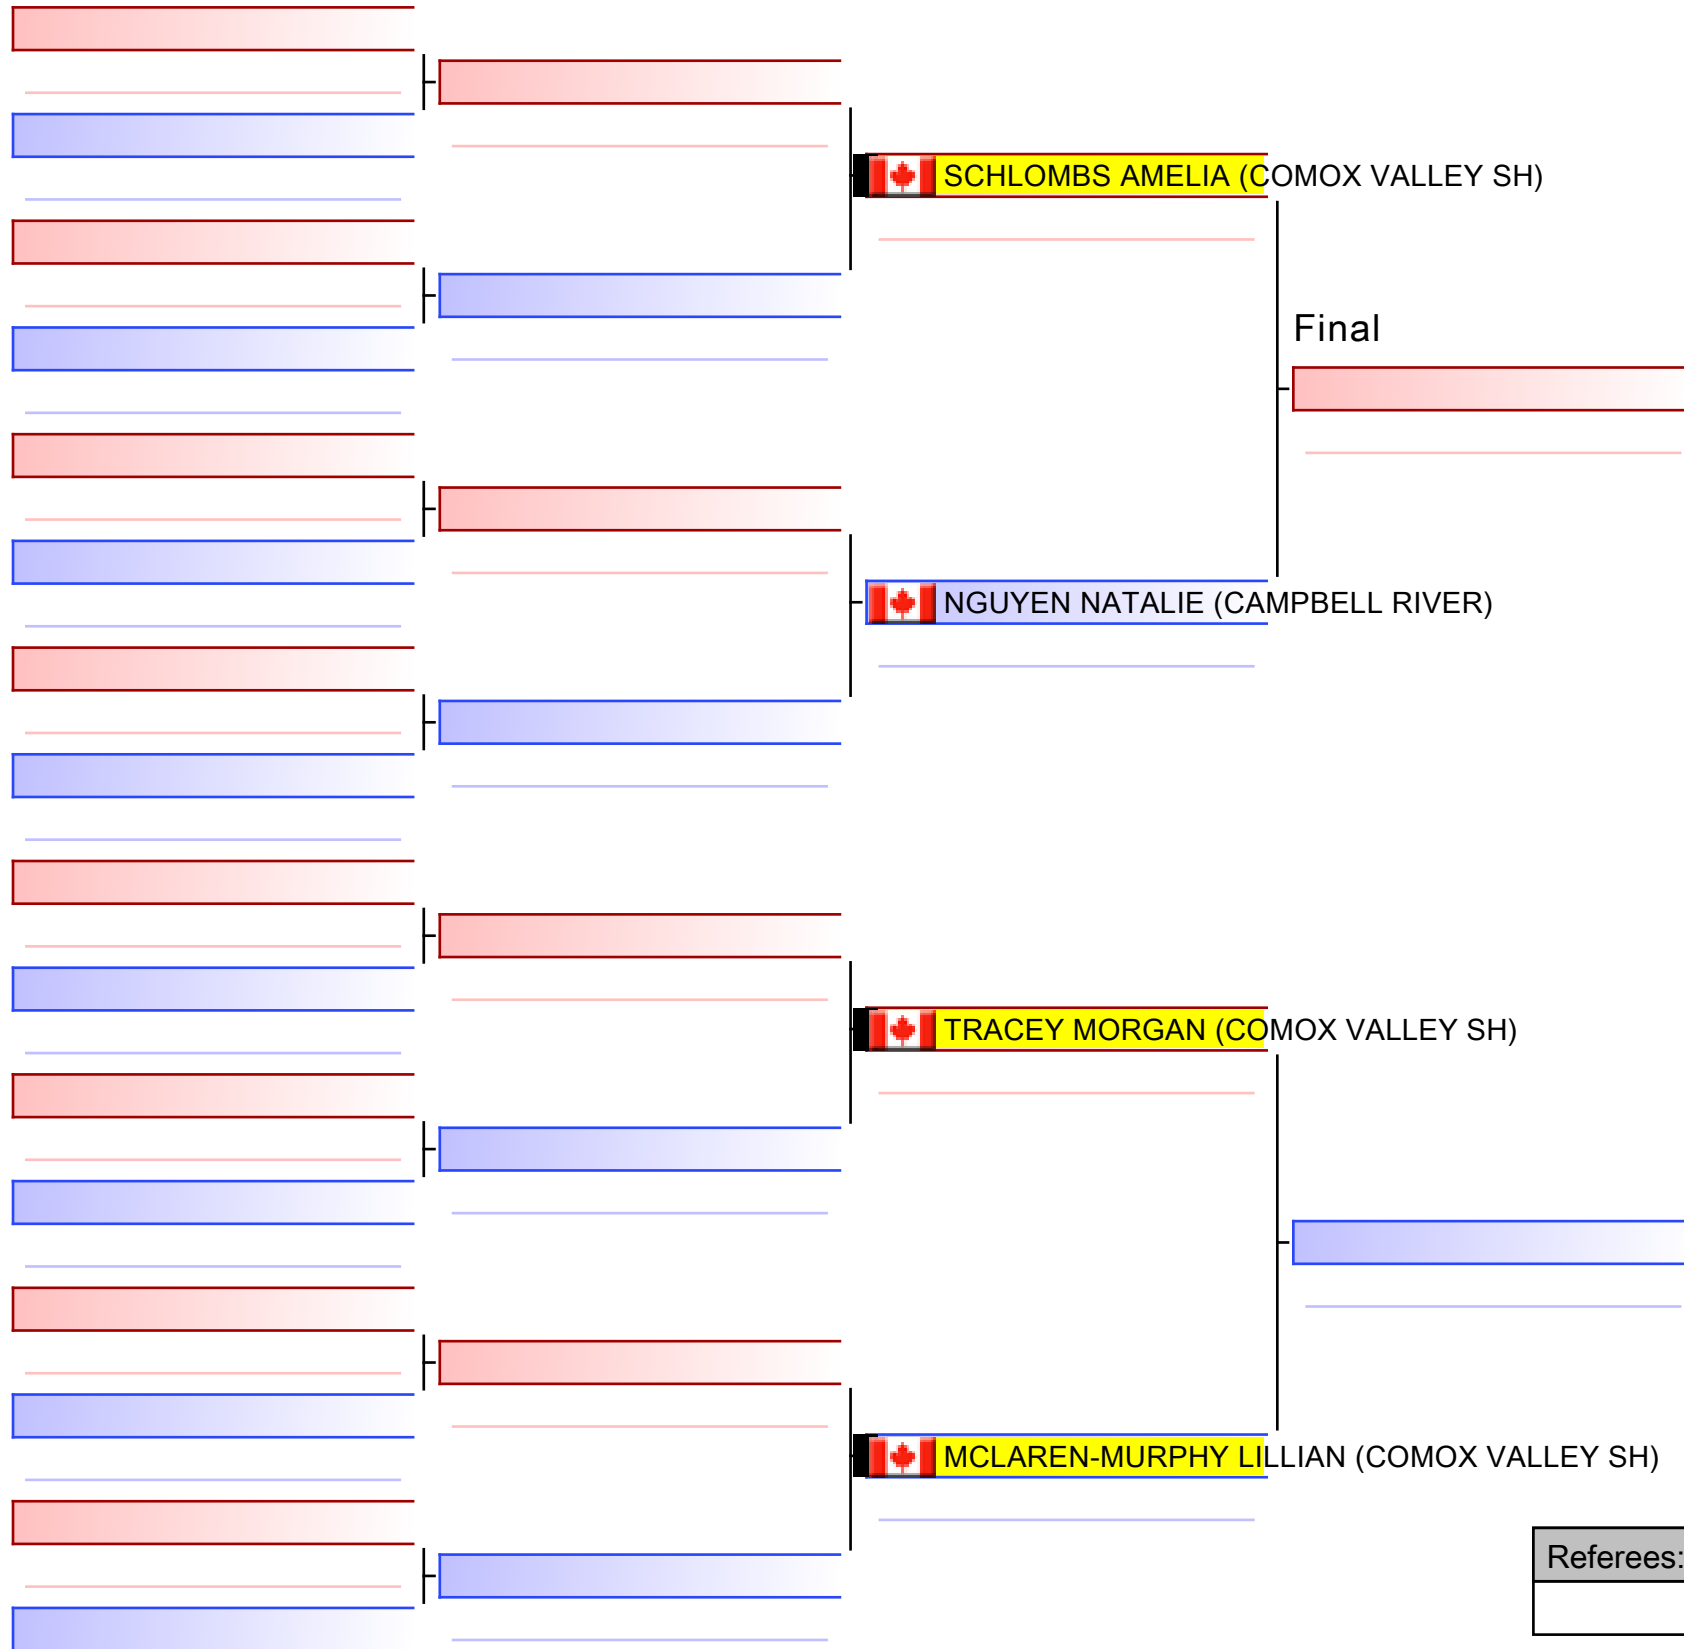 SCHLOMBS AMELIA (COMOX VALLEY SH)
Final
NGUYEN NATALIE (CAMPBELL RIVER)
TRACEY MORGAN (COMOX VALLEY SH)
MCLAREN-MURPHY LILLIAN (COMOX VALLEY SH)
Referees: